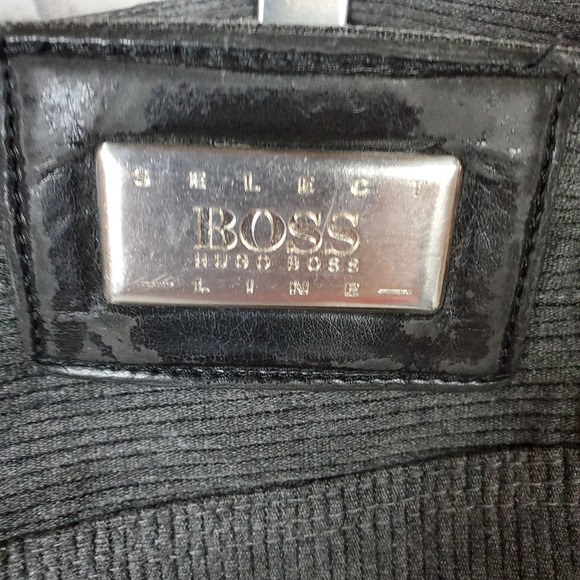 SELECT
BOSS
HUGO BOSS
— LINE —